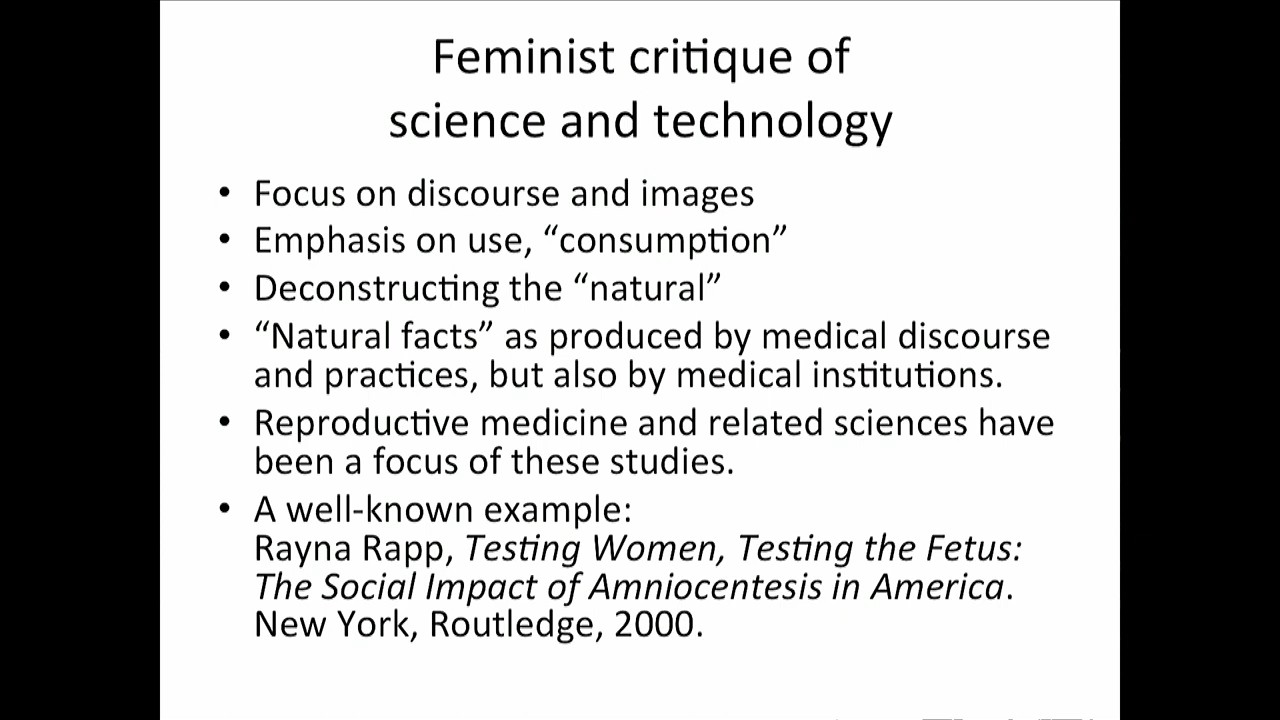 Feminist critique of
science and technology
• Focus on discourse and images
• Emphasis on use, “consumption”
• Deconstructing the “natural”
• “Natural facts” as produced by medical discourse
and practices, but also by medical institutions.
• Reproductive medicine and related sciences have
been a focus of these studies.
• A well-known example:
Rayna Rapp, Testing Women, Testing the Fetus:
The Social Impact of Amniocentesis in America.
New York, Routledge, 2000.